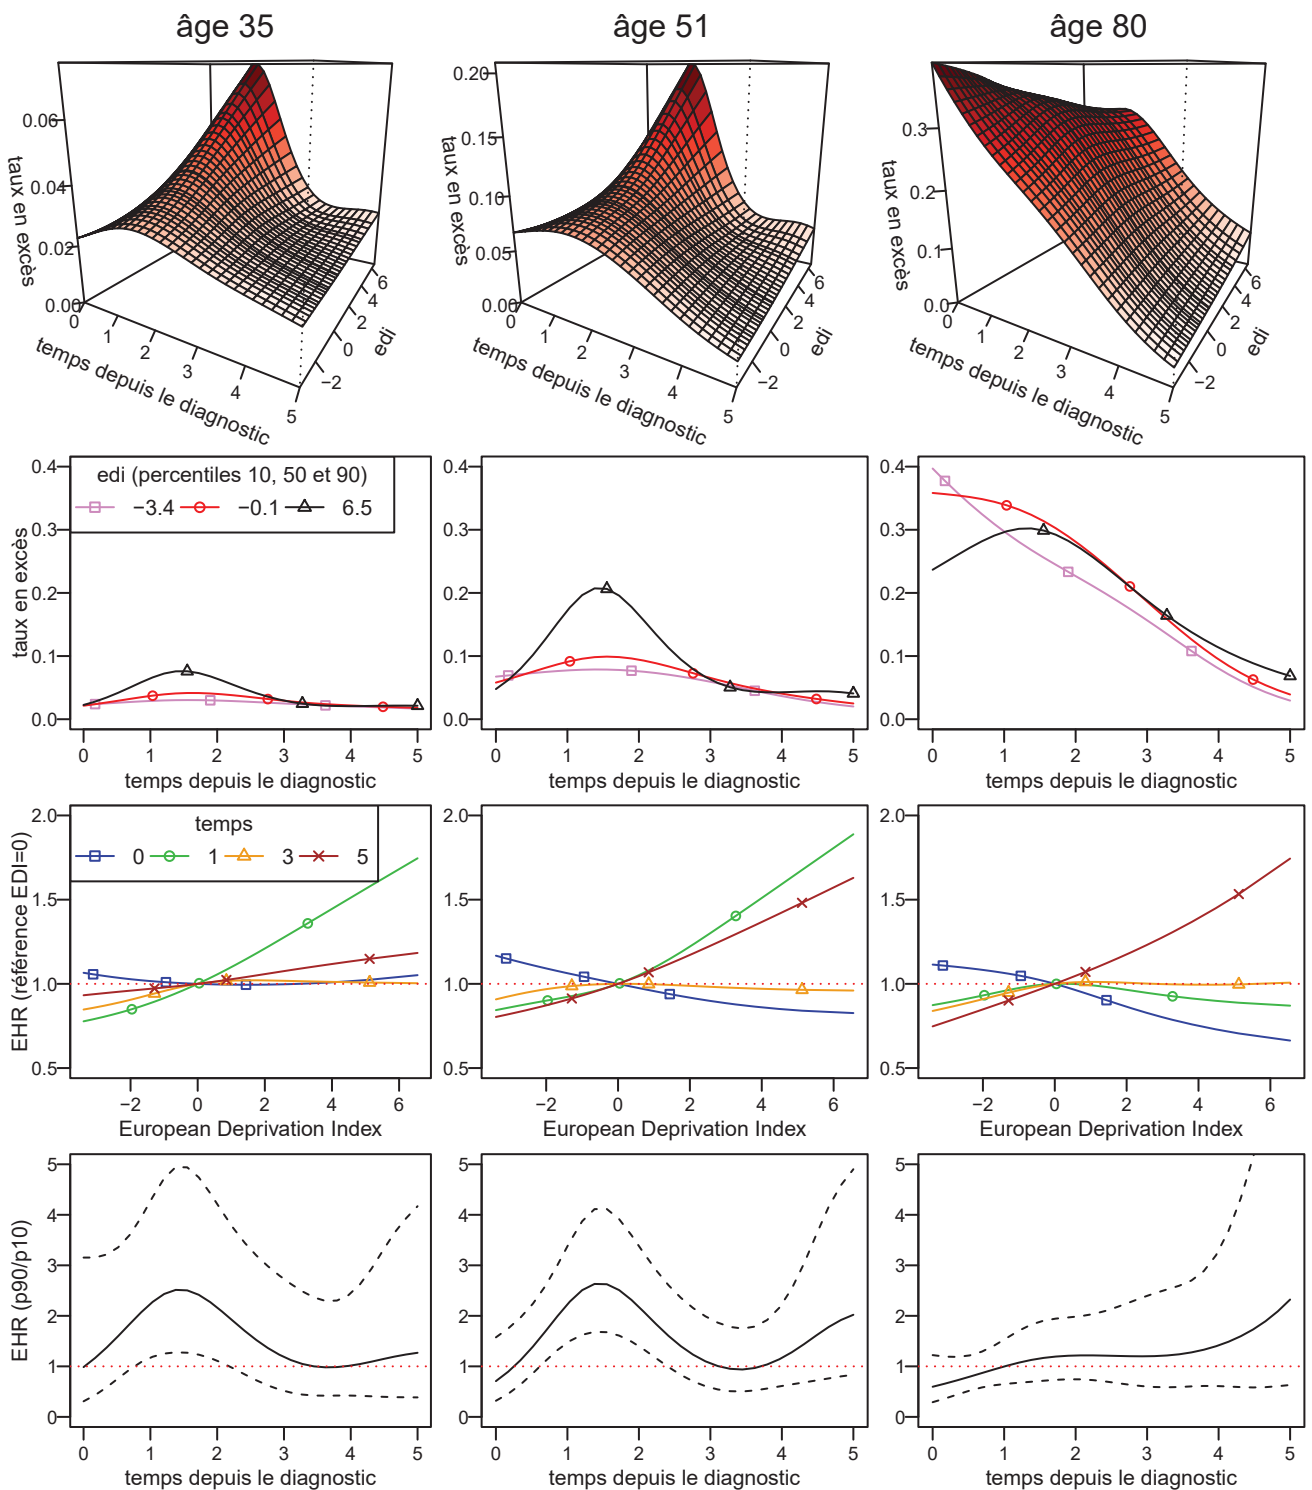 âge 35
âge 51
âge 80
taux en excès
0.06
0.04
0.02
0.00
0 1 2 3 4 5
temps depuis le diagnostic
−2 0 2 4 6
edi
taux en excès
0.20
0.15
0.10
0.05
0.00
0 1 2 3 4 5
temps depuis le diagnostic
−2 0 2 4 6
edi
taux en excès
0.3
0.2
0.1
0.0
0 1 2 3 4 5
temps depuis le diagnostic
−2 0 2 4 6
edi
taux en excès
edi (percentiles 10, 50 et 90)
−3.4 −0.1 6.5
0.4
0.3
0.2
0.1
0.0
0 1 2 3 4 5
temps depuis le diagnostic
0.4
0.3
0.2
0.1
0.0
0 1 2 3 4 5
temps depuis le diagnostic
0.4
0.3
0.2
0.1
0.0
0 1 2 3 4 5
temps depuis le diagnostic
EHR (référence EDI=0)
temps
0 1 3 5
2.0
1.5
1.0
0.5
−2 0 2 4 6
European Deprivation Index
2.0
1.5
1.0
0.5
−2 0 2 4 6
European Deprivation Index
2.0
1.5
1.0
0.5
−2 0 2 4 6
European Deprivation Index
EHR (p90/p10)
5
4
3
2
1
0
0 1 2 3 4 5
temps depuis le diagnostic
5
4
3
2
1
0
0 1 2 3 4 5
temps depuis le diagnostic
5
4
3
2
1
0
0 1 2 3 4 5
temps depuis le diagnostic